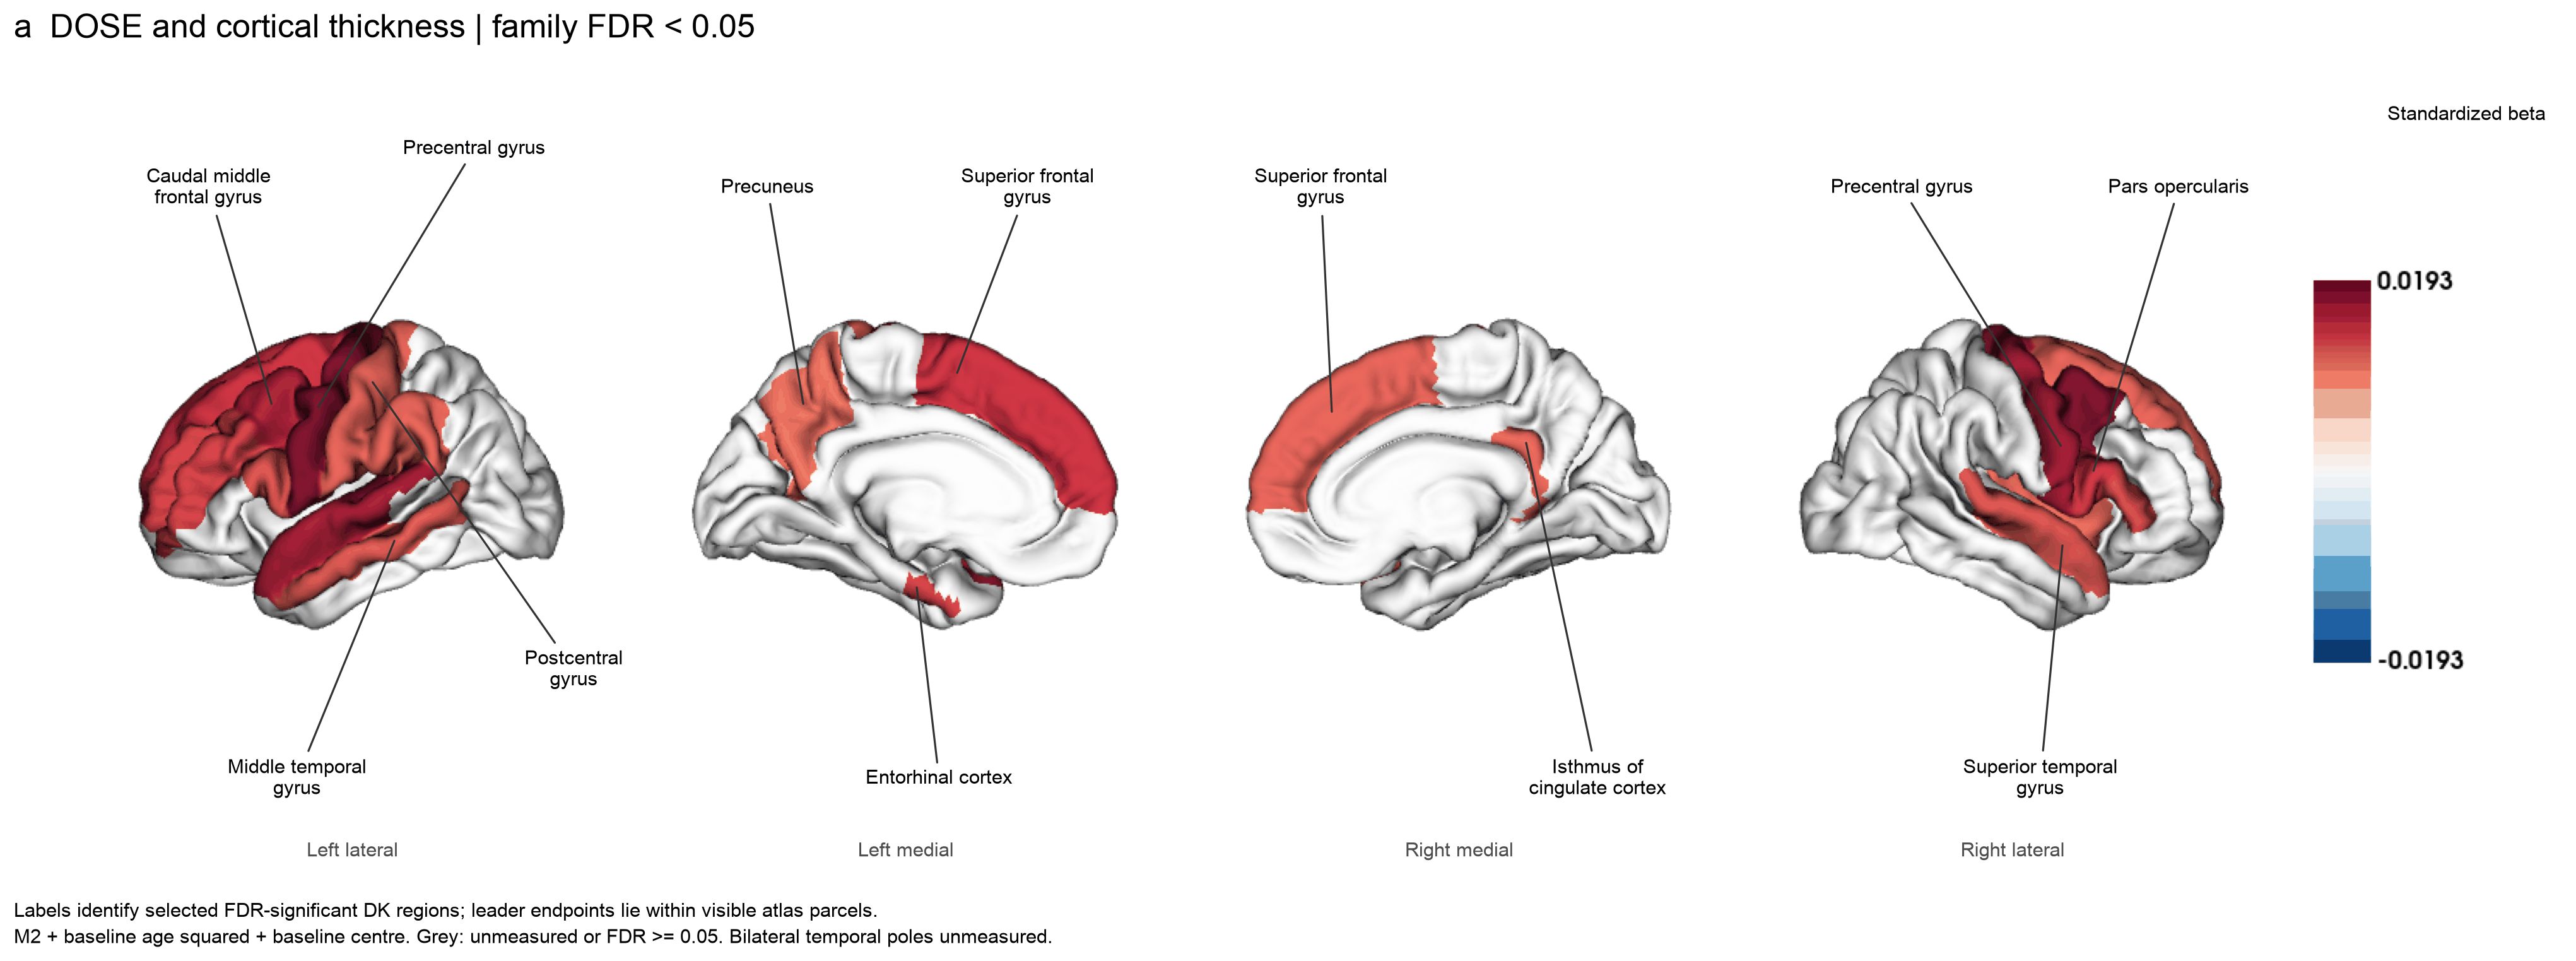 a DOSE and cortical thickness | family FDR < 0.05
Standardized beta
Precentral gyrus
Caudal middle
frontal gyrus
Precuneus
Superior frontal
gyrus
Superior frontal
gyrus
Precentral gyrus
Pars opercularis
0.0193
-0.0193
Postcentral
gyrus
Middle temporal
gyrus
Entorhinal cortex
Isthmus of
cingulate cortex
Superior temporal
gyrus
Left lateral
Left medial
Right medial
Right lateral
Labels identify selected FDR-significant DK regions; leader endpoints lie within visible atlas parcels.
M2 + baseline age squared + baseline centre. Grey: unmeasured or FDR >= 0.05. Bilateral temporal poles unmeasured.